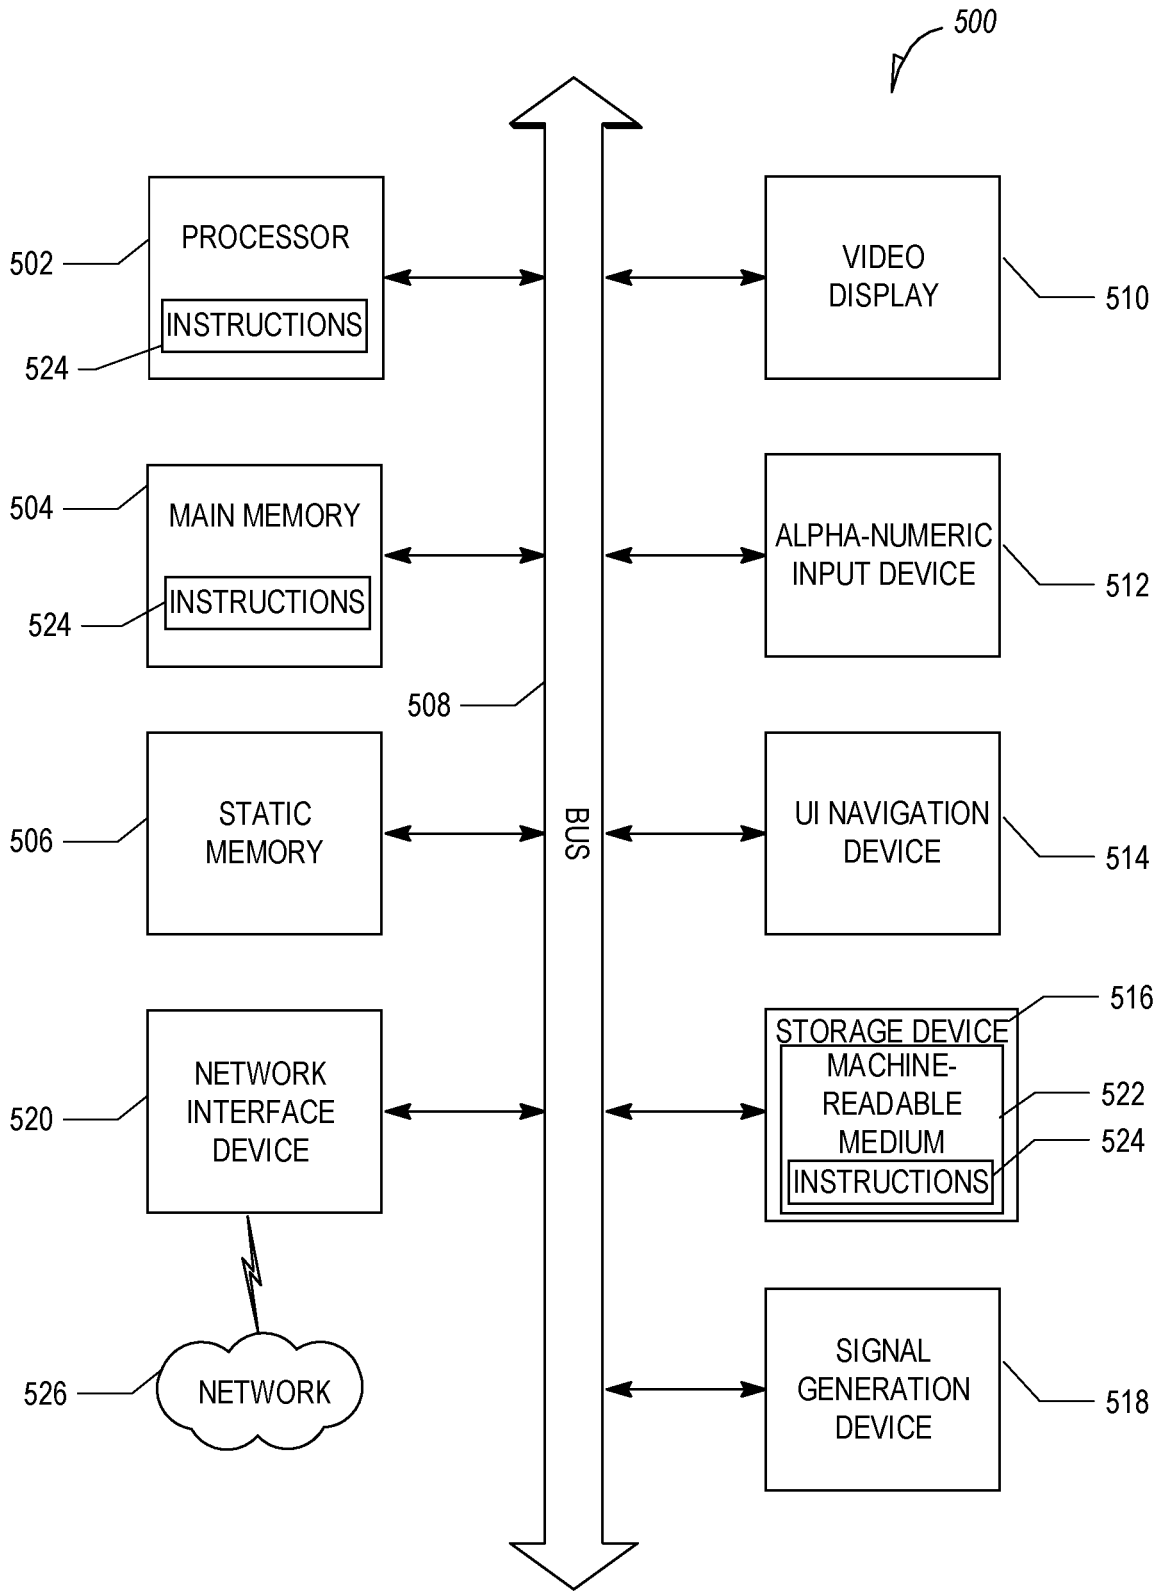 500
PROCESSOR
502
INSTRUCTIONS
524
VIDEO
DISPLAY
510
504
MAIN MEMORY
INSTRUCTIONS
524
ALPHA-NUMERIC
INPUT DEVICE
512
508
BUS
STATIC
MEMORY
506
UI NAVIGATION
DEVICE
514
NETWORK
INTERFACE
DEVICE
520
516
STORAGE DEVICE
MACHINE-
READABLE
MEDIUM
522
524
INSTRUCTIONS
NETWORK
526
SIGNAL
GENERATION
DEVICE
518